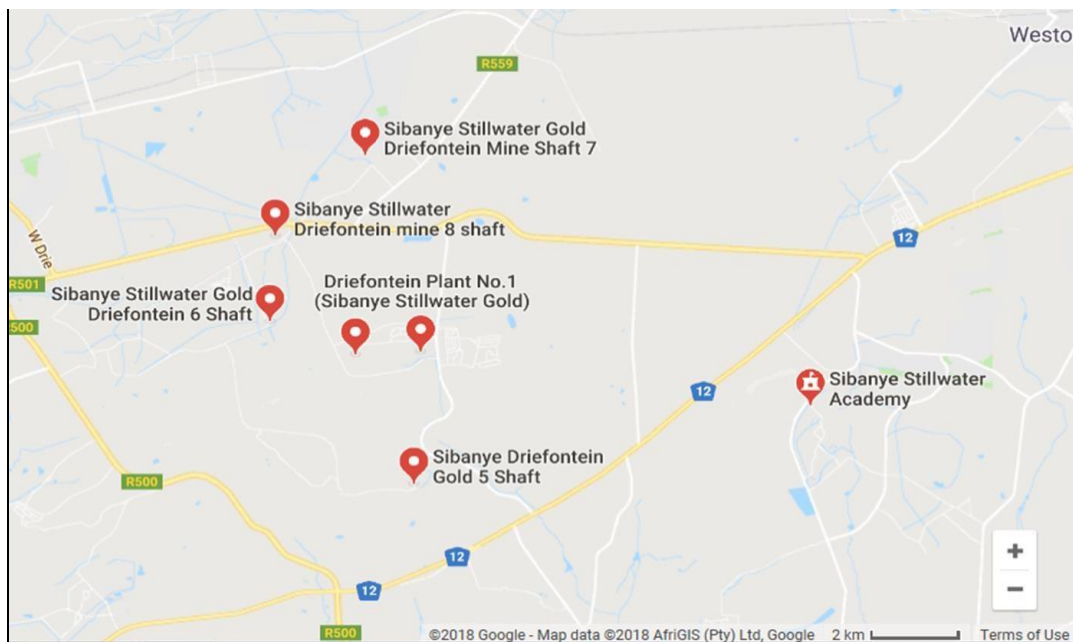 Westo
R559
Sibanye Stillwater Gold
Driefontein Mine Shaft 7
Sibanye Stillwater
Driefontein mine 8 shaft
12
W Drie
R501
Driefontein Plant No.1
(Sibanye Stillwater Gold)
Sibanye Stillwater Gold
Driefontein 6 Shaft
500
12
Sibanye Stillwater
Academy
Sibanye Driefontein
Gold 5 Shaft
R500
12
12
R500
+
−
©2018 Google - Map data ©2018 AfriGIS (Pty) Ltd, Google 2 km Terms of Use